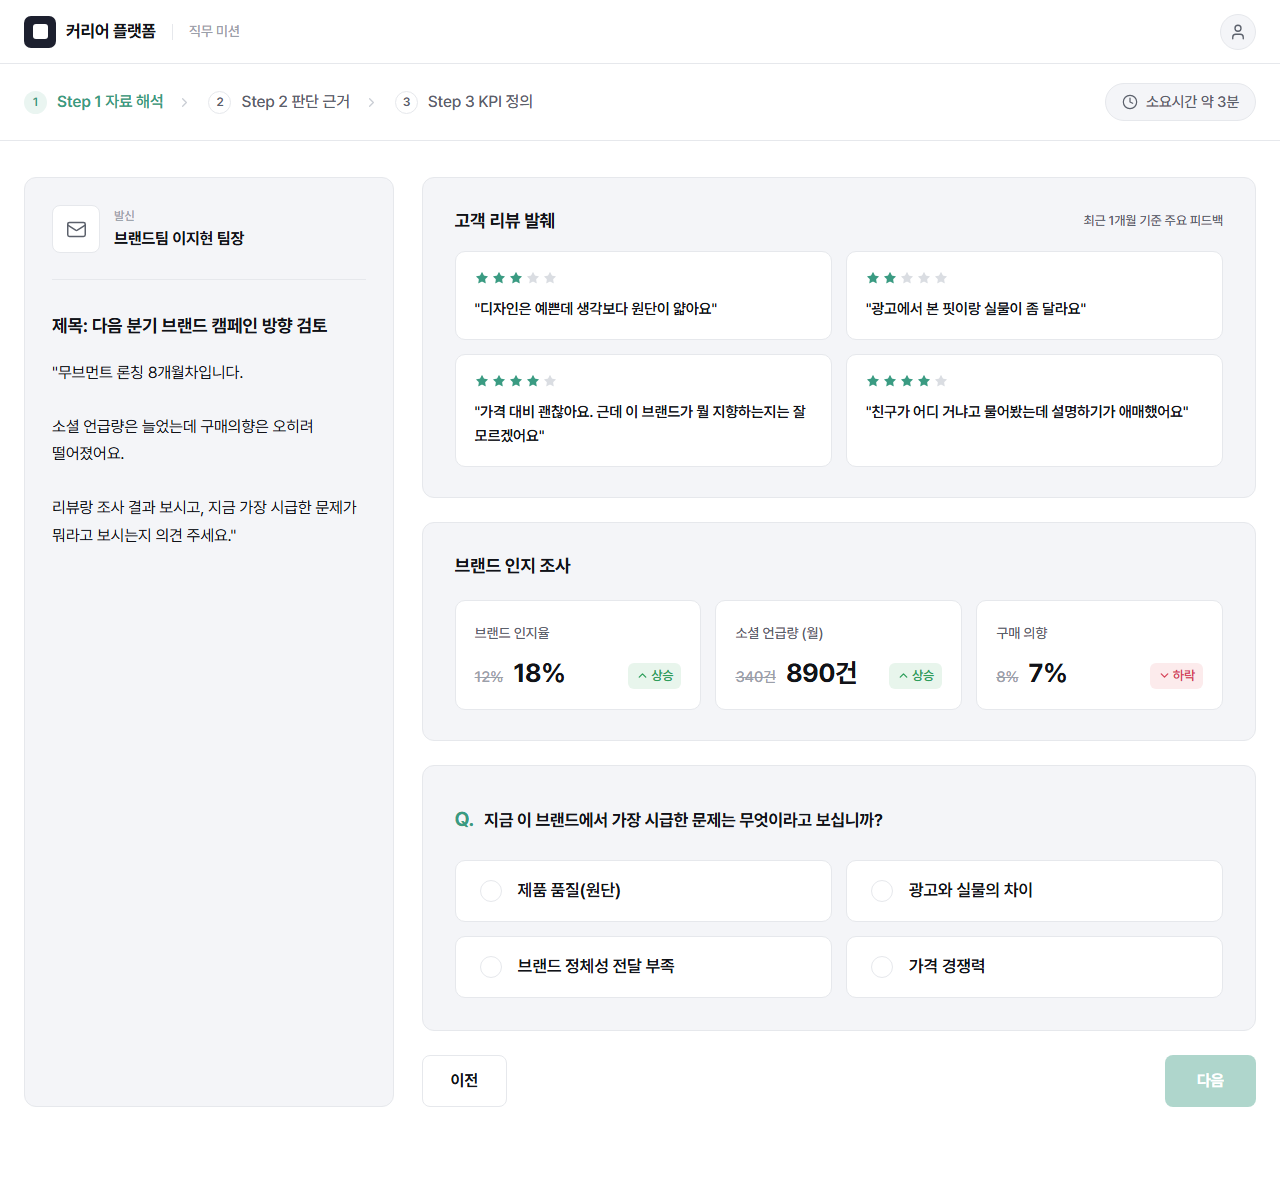 커리어 플랫폼
직무 미션
1 Step 1 자료 해석
2 Step 2 판단 근거
3 Step 3 KPI 정의
소요시간 약 3분
발신
브랜드팀 이지현 팀장
제목: 다음 분기 브랜드 캠페인 방향 검토
"무브먼트 론칭 8개월차입니다.
소셜 언급량은 늘었는데 구매의향은 오히려
떨어졌어요.
리뷰랑 조사 결과 보시고, 지금 가장 시급한 문제가
뭐라고 보시는지 의견 주세요."
고객 리뷰 발췌
최근 1개월 기준 주요 피드백
"디자인은 예쁜데 생각보다 원단이 얇아요"
"광고에서 본 핏이랑 실물이 좀 달라요"
"가격 대비 괜찮아요. 근데 이 브랜드가 뭘 지향하는지는 잘
모르겠어요"
"친구가 어디 거냐고 물어봤는데 설명하기가 애매했어요"
브랜드 인지 조사
브랜드 인지율
12% 18%
상승
소셜 언급량 (월)
340건 890건
상승
구매 의향
8% 7%
하락
Q. 지금 이 브랜드에서 가장 시급한 문제는 무엇이라고 보십니까?
제품 품질(원단)
광고와 실물의 차이
브랜드 정체성 전달 부족
가격 경쟁력
이전
다음